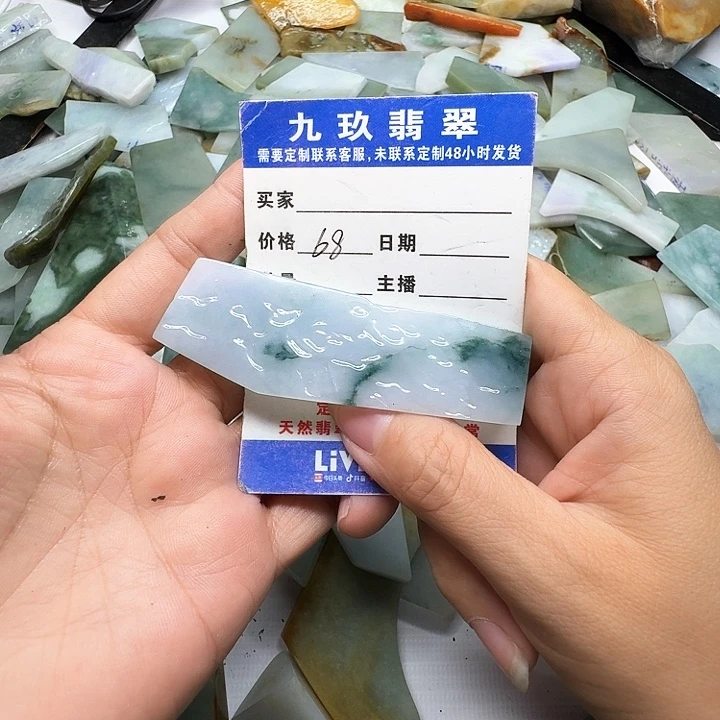 九玖翡翠
需要定制联系客服,未联系定制48小时发货
买家
价格 68 日期
主播
天然翡
LiV